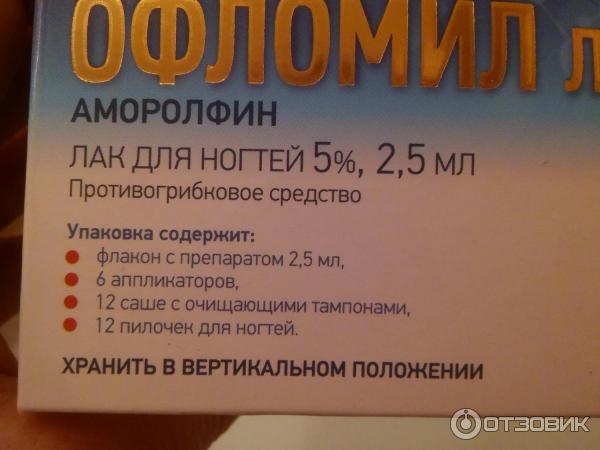 ОФЛОМИЛ Л
АМОРОЛФИН
ЛАК ДЛЯ НОГТЕЙ 5%, 2,5 МЛ
Противогрибковое средство
Упаковка содержит:
флакон с препаратом 2,5 мл,
6 аппликаторов,
12 саше с очищающими тампонами,
12 пилочек для ногтей.
ХРАНИТЬ В ВЕРТИКАЛЬНОМ ПОЛОЖЕНИИ
ОТЗОВИК